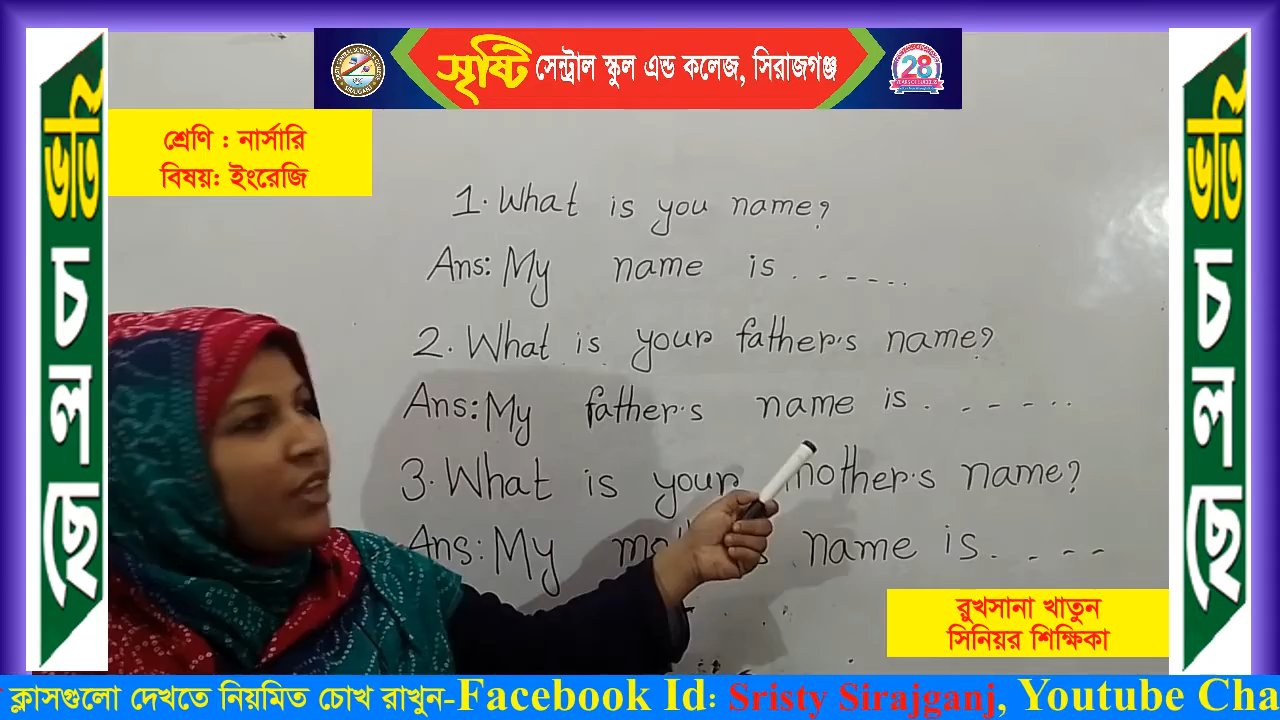 সৃষ্টি সেন্ট্রাল স্কুল এন্ড কলেজ, সিরাজগঞ্জ
28
শ্রেণি : নার্সারি
বিষয়: ইংরেজি
ভর্তি চলছে
1. What is you name?
Ans: My name is . - - - . .
2. What is your father's name?
Ans: My father's name is . - - - . .
3. What is your mother's name?
Ans: My name is . - - -
ভর্তি চলছে
রুখসানা খাতুন
সিনিয়র শিক্ষিকা
ক্লাসগুলো দেখতে নিয়মিত চোখ রাখুন-Facebook Id: Sristy Sirajganj, Youtube Cha